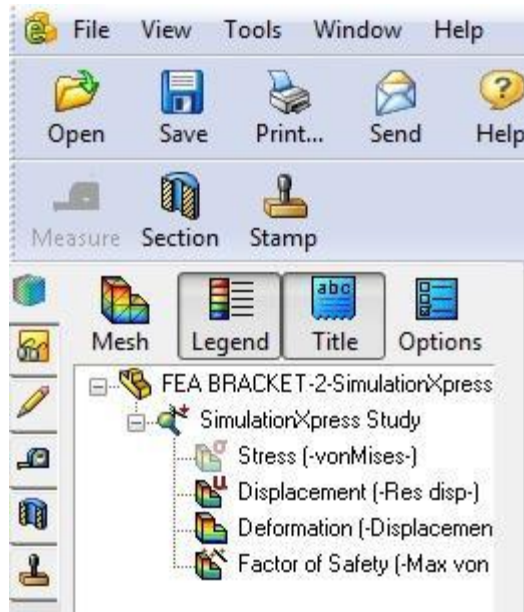 File View Tools Window Help
Open Save Print... Send Help
Measure Section Stamp
Mesh Legend abc Title Options
FEA BRACKET-2-SimulationXpress
SimulationXpress Study
Stress (-vonMises-)
Displacement (-Res disp-)
Deformation (-Displacemen
Factor of Safety (-Max von